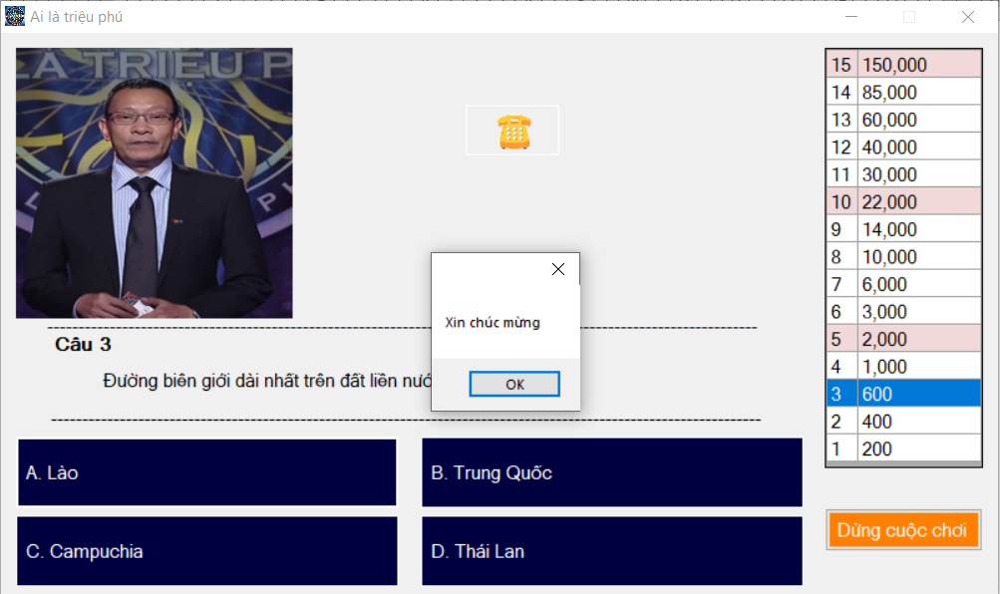 Ai là triệu phú
LA TRIỆU P
15 150,000
14 85,000
13 60,000
12 40,000
11 30,000
10 22,000
9 14,000
8 10,000
7 6,000
6 3,000
5 2,000
4 1,000
3 600
2 400
1 200
Xin chúc mừng
OK
Câu 3
Đường biên giới dài nhất trên đất liền nướ
A. Lào
B. Trung Quốc
C. Campuchia
D. Thái Lan
Dừng cuộc chơi